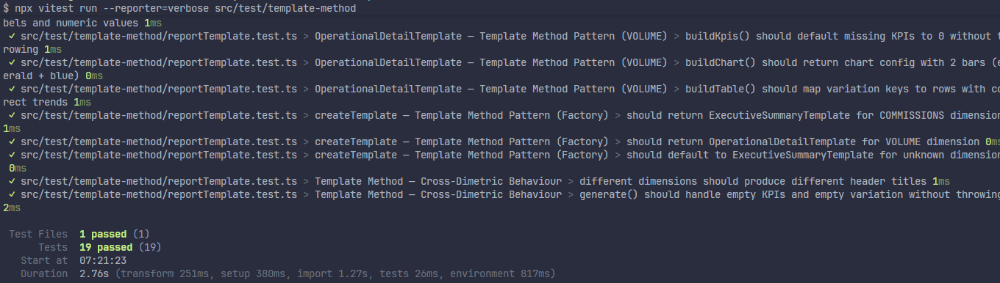 $ npx vitest run --reporter=verbose src/test/template-method
bels and numeric values 1ms
✓ src/test/template-method/reportTemplate.test.ts > OperationalDetailTemplate — Template Method Pattern (VOLUME) > buildKpis() should default missing KPIs to 0 without t
rowing 1ms
✓ src/test/template-method/reportTemplate.test.ts > OperationalDetailTemplate — Template Method Pattern (VOLUME) > buildChart() should return chart config with 2 bars (e
erald + blue) 0ms
✓ src/test/template-method/reportTemplate.test.ts > OperationalDetailTemplate — Template Method Pattern (VOLUME) > buildTable() should map variation keys to rows with co
rect trends 1ms
✓ src/test/template-method/reportTemplate.test.ts > createTemplate — Template Method Pattern (Factory) > should return ExecutiveSummaryTemplate for COMMISSIONS dimension
1ms
✓ src/test/template-method/reportTemplate.test.ts > createTemplate — Template Method Pattern (Factory) > should return OperationalDetailTemplate for VOLUME dimension 0ms
✓ src/test/template-method/reportTemplate.test.ts > createTemplate — Template Method Pattern (Factory) > should default to ExecutiveSummaryTemplate for unknown dimension
0ms
✓ src/test/template-method/reportTemplate.test.ts > Template Method — Cross-Dimetric Behaviour > different dimensions should produce different header titles 1ms
✓ src/test/template-method/reportTemplate.test.ts > Template Method — Cross-Dimetric Behaviour > generate() should handle empty KPIs and empty variation without throwing
2ms
Test Files 1 passed (1)
Tests 19 passed (19)
Start at 07:21:23
Duration 2.76s (transform 251ms, setup 380ms, import 1.27s, tests 26ms, environment 817ms)